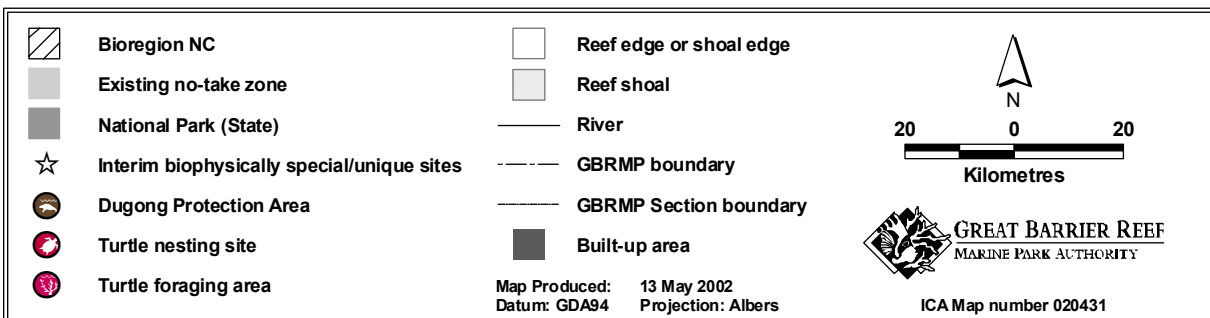 Bioregion NC
Existing no-take zone
National Park (State)
Interim biophysically special/unique sites
Dugong Protection Area
Turtle nesting site
Turtle foraging area
Reef edge or shoal edge
Reef shoal
River
GBRMP boundary
GBRMP Section boundary
Built-up area
Map Produced: 13 May 2002
Datum: GDA94 Projection: Albers
N
20 0 20
Kilometres
GREAT BARRIER REEF
MARINE PARK AUTHORITY
ICA Map number 020431